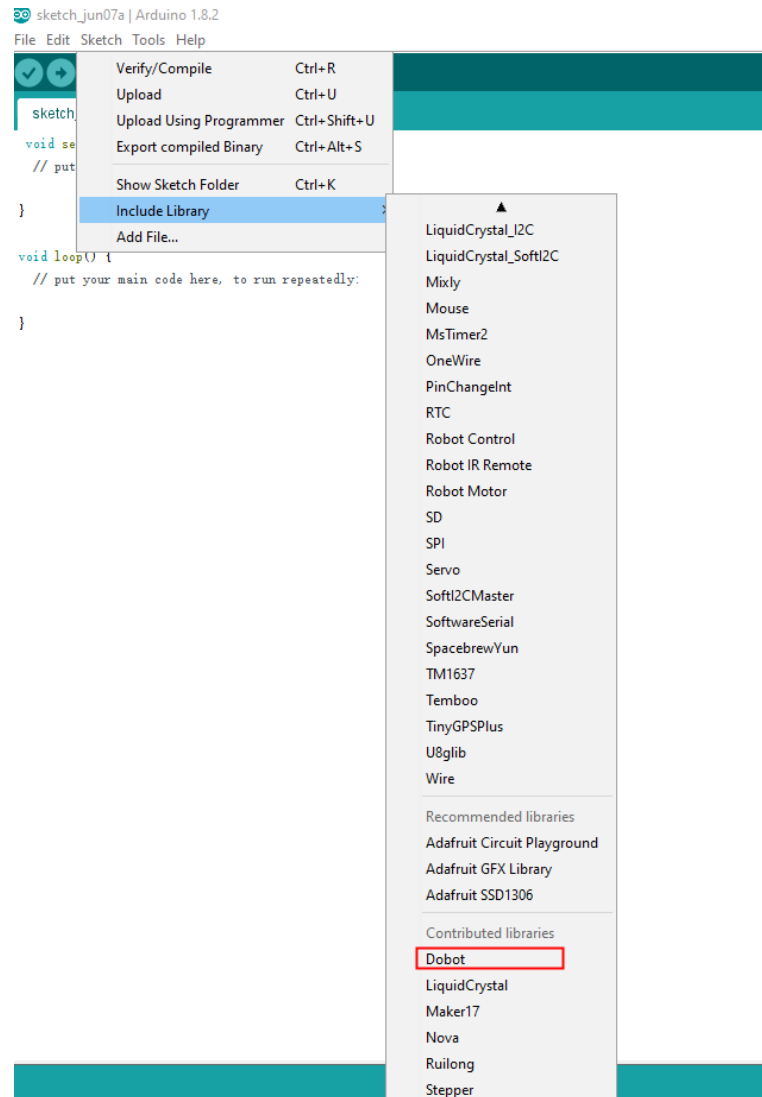 sketch_jun07a | Arduino 1.8.2
File Edit Sketch Tools Help
Verify/Compile Ctrl+R
Upload Ctrl+U
Upload Using Programmer Ctrl+Shift+U
Export compiled Binary Ctrl+Alt+S
Show Sketch Folder Ctrl+K
Include Library
Add File...
sketch_
void se
// put
}
void loop() {
// put your main code here, to run repeatedly:
}
LiquidCrystal_I2C
LiquidCrystal_SoftI2C
Mixly
Mouse
MsTimer2
OneWire
PinChangeInt
RTC
Robot Control
Robot IR Remote
Robot Motor
SD
SPI
Servo
SoftI2CMaster
SoftwareSerial
SpacebrewYun
TM1637
Temboo
TinyGPSPlus
U8glib
Wire
Recommended libraries
Adafruit Circuit Playground
Adafruit GFX Library
Adafruit SSD1306
Contributed libraries
Dobot
LiquidCrystal
Maker17
Nova
Ruilong
Stepper